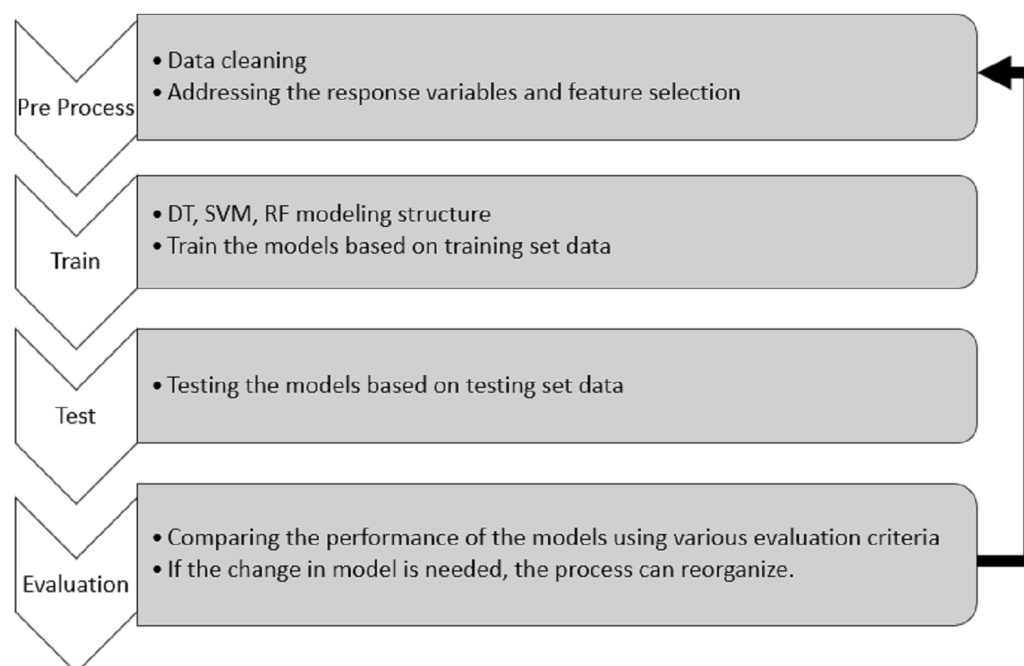 Pre Process
• Data cleaning
• Addressing the response variables and feature selection
Train
• DT, SVM, RF modeling structure
• Train the models based on training set data
Test
• Testing the models based on testing set data
Evaluation
• Comparing the performance of the models using various evaluation criteria
• If the change in model is needed, the process can reorganize.